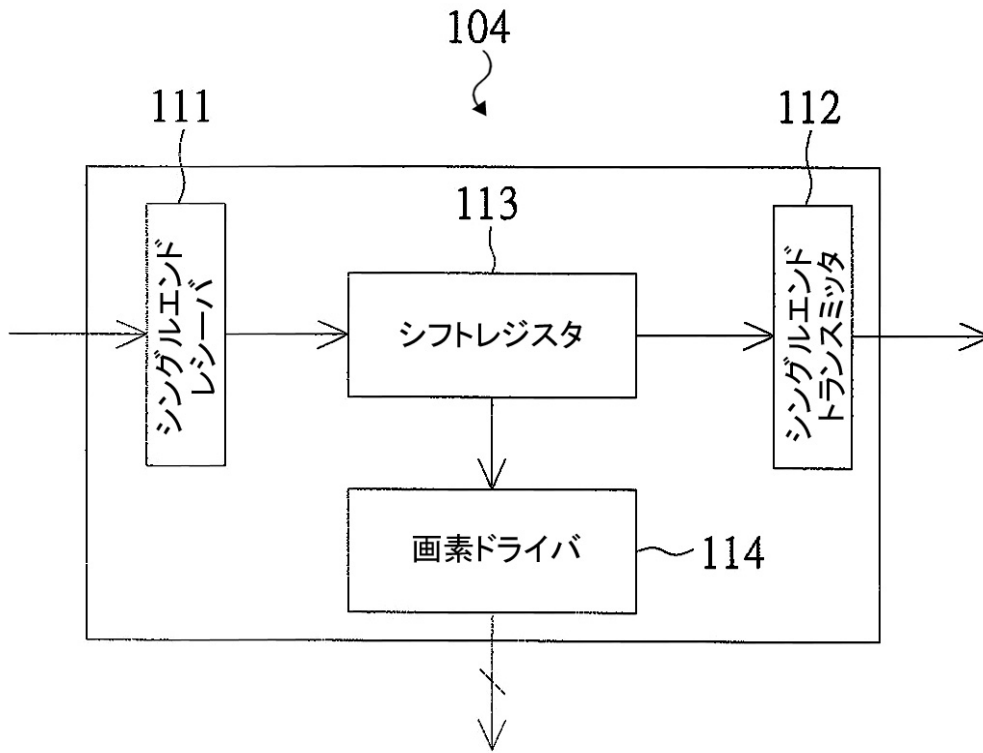 104
111
112
113
シングルエンド
レシーバ
シフトレジスタ
シングルエンド
トランスミッタ
画素ドライバ
114